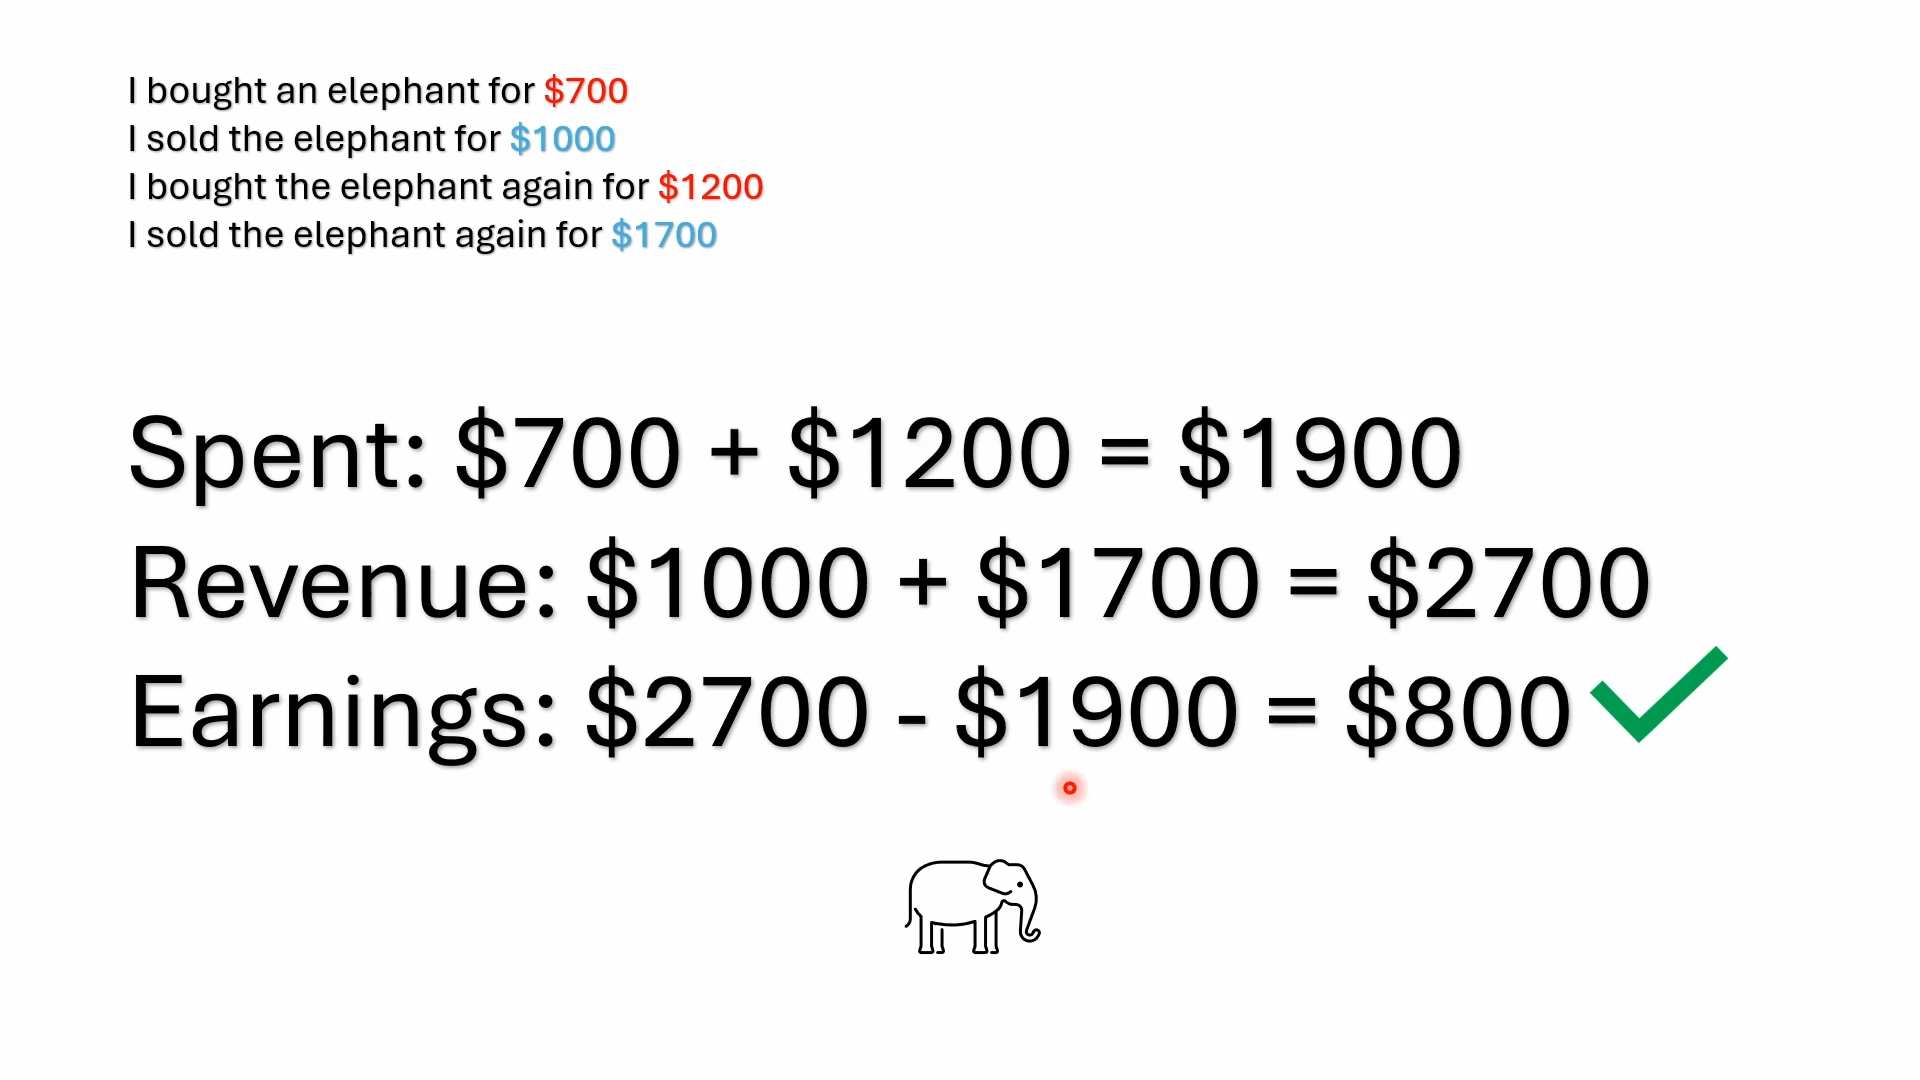 I bought an elephant for $700
I sold the elephant for $1000
I bought the elephant again for $1200
I sold the elephant again for $1700
Spent: $700 + $1200 = $1900
Revenue: $1000 + $1700 = $2700
Earnings: $2700 - $1900 = $800